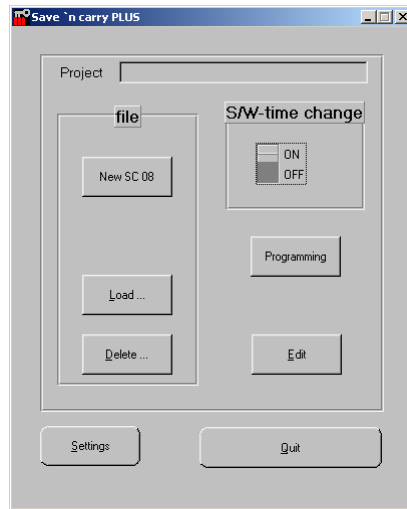 Save `n carry PLUS
Project
file
S/W-time change
ON
OFF
New SC 08
Programming
Load ...
Delete ...
Edit
Settings
Quit